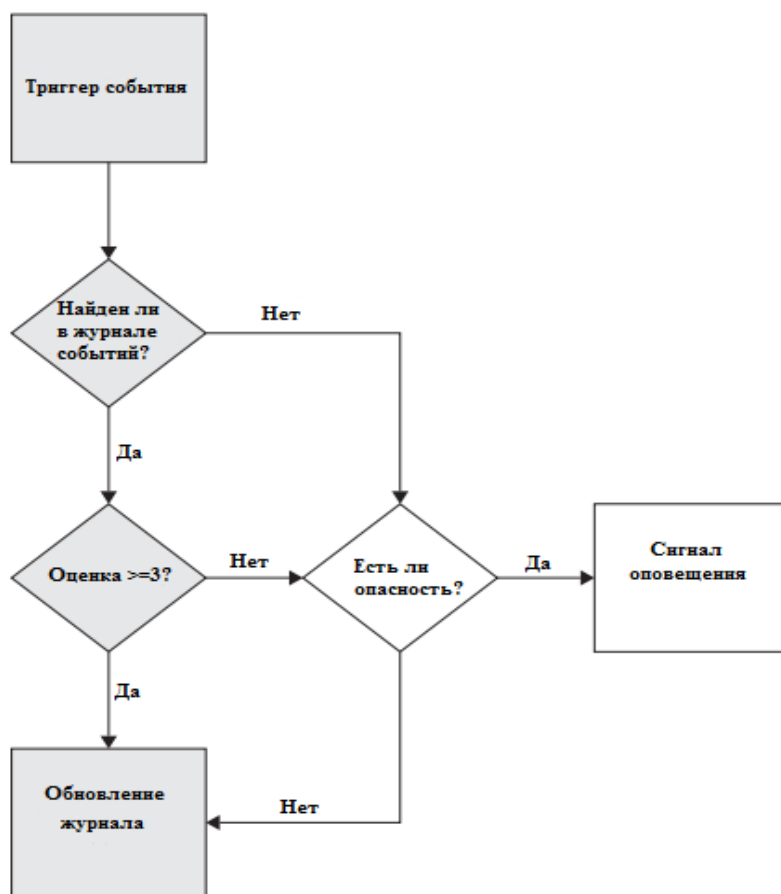 Триггер события
Найден ли
в журнале
событий?
Нет
Да
Оценка >=3?
Нет
Есть ли
опасность?
Да
Сигнал
оповещения
Да
Обновление
журнала
Нет